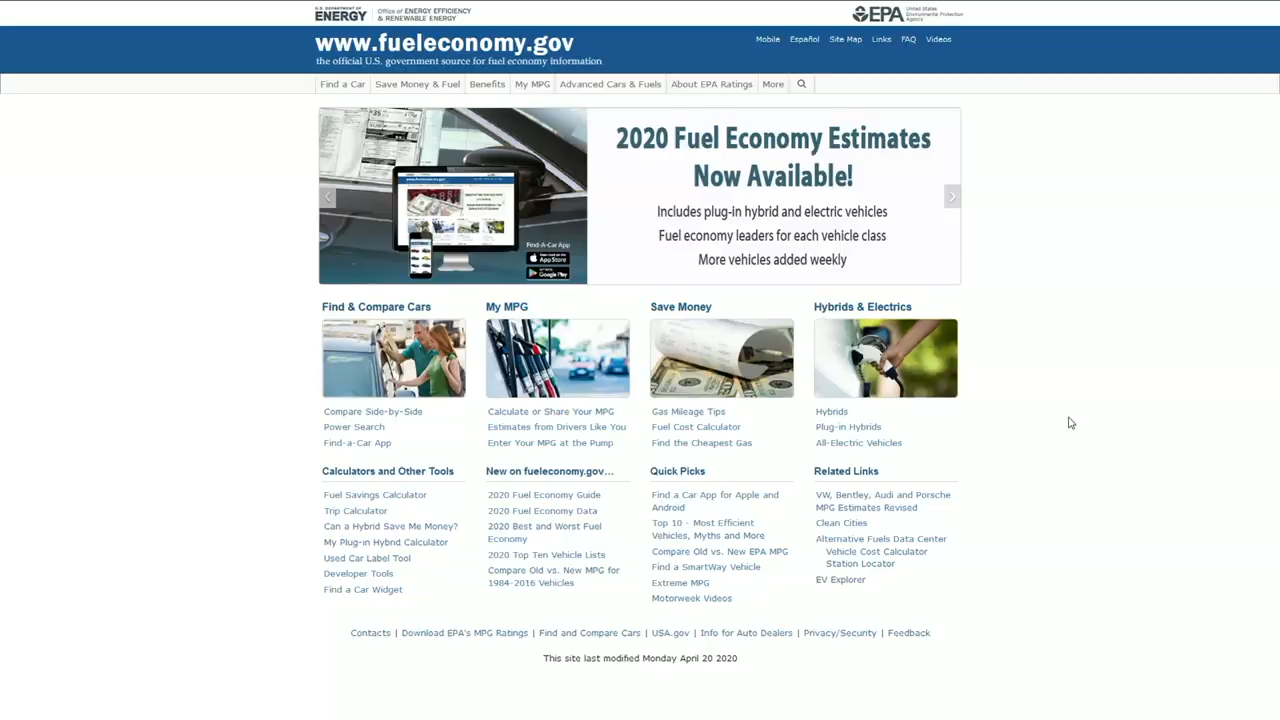 U.S. DEPARTMENT OF
ENERGY
Office of ENERGY EFFICIENCY
& RENEWABLE ENERGY
EPA
United States
Environmental Protection
Agency
www.fueleconomy.gov
the official U.S. government source for fuel economy information
Mobile Español Site Map Links FAQ Videos
Find a Car Save Money & Fuel Benefits My MPG Advanced Cars & Fuels About EPA Ratings More
2020 Fuel Economy Estimates
Now Available!
Includes plug-in hybrid and electric vehicles
Fuel economy leaders for each vehicle class
More vehicles added weekly
www.fueleconomy.gov
Find-A-Car App
App Store
Google Play
Find & Compare Cars
Compare Side-by-Side
Power Search
Find-a-Car App
My MPG
Calculate or Share Your MPG
Estimates from Drivers Like You
Enter Your MPG at the Pump
Save Money
Gas Mileage Tips
Fuel Cost Calculator
Find the Cheapest Gas
Hybrids & Electrics
Hybrids
Plug-in Hybrids
All-Electric Vehicles
Calculators and Other Tools
Fuel Savings Calculator
Trip Calculator
Can a Hybrid Save Me Money?
My Plug-in Hybrid Calculator
Used Car Label Tool
Developer Tools
Find a Car Widget
New on fueleconomy.gov...
2020 Fuel Economy Guide
2020 Fuel Economy Data
2020 Best and Worst Fuel
Economy
2020 Top Ten Vehicle Lists
Compare Old vs. New MPG for
1984-2016 Vehicles
Quick Picks
Find a Car App for Apple and
Android
Top 10 - Most Efficient
Vehicles, Myths and More
Compare Old vs. New EPA MPG
Find a SmartWay Vehicle
Extreme MPG
Motorweek Videos
Related Links
VW, Bentley, Audi and Porsche
MPG Estimates Revised
Clean Cities
Alternative Fuels Data Center
Vehicle Cost Calculator
Station Locator
EV Explorer
Contacts | Download EPA's MPG Ratings | Find and Compare Cars | USA.gov | Info for Auto Dealers | Privacy/Security | Feedback
This site last modified Monday April 20 2020